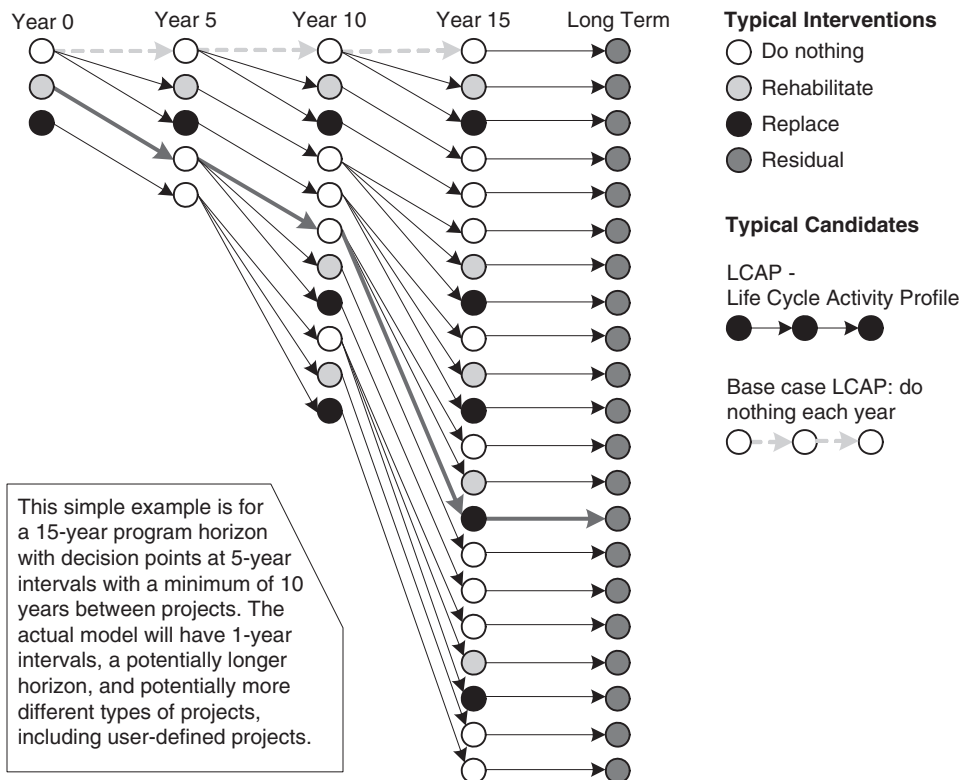 Year 0
Year 5
Year 10
Year 15
Long Term
Typical Interventions
Do nothing
Rehabilitate
Replace
Residual
Typical Candidates
LCAP -
Life Cycle Activity Profile
Base case LCAP: do
nothing each year
This simple example is for
a 15-year program horizon
with decision points at 5-year
intervals with a minimum of 10
years between projects. The
actual model will have 1-year
intervals, a potentially longer
horizon, and potentially more
different types of projects,
including user-defined projects.